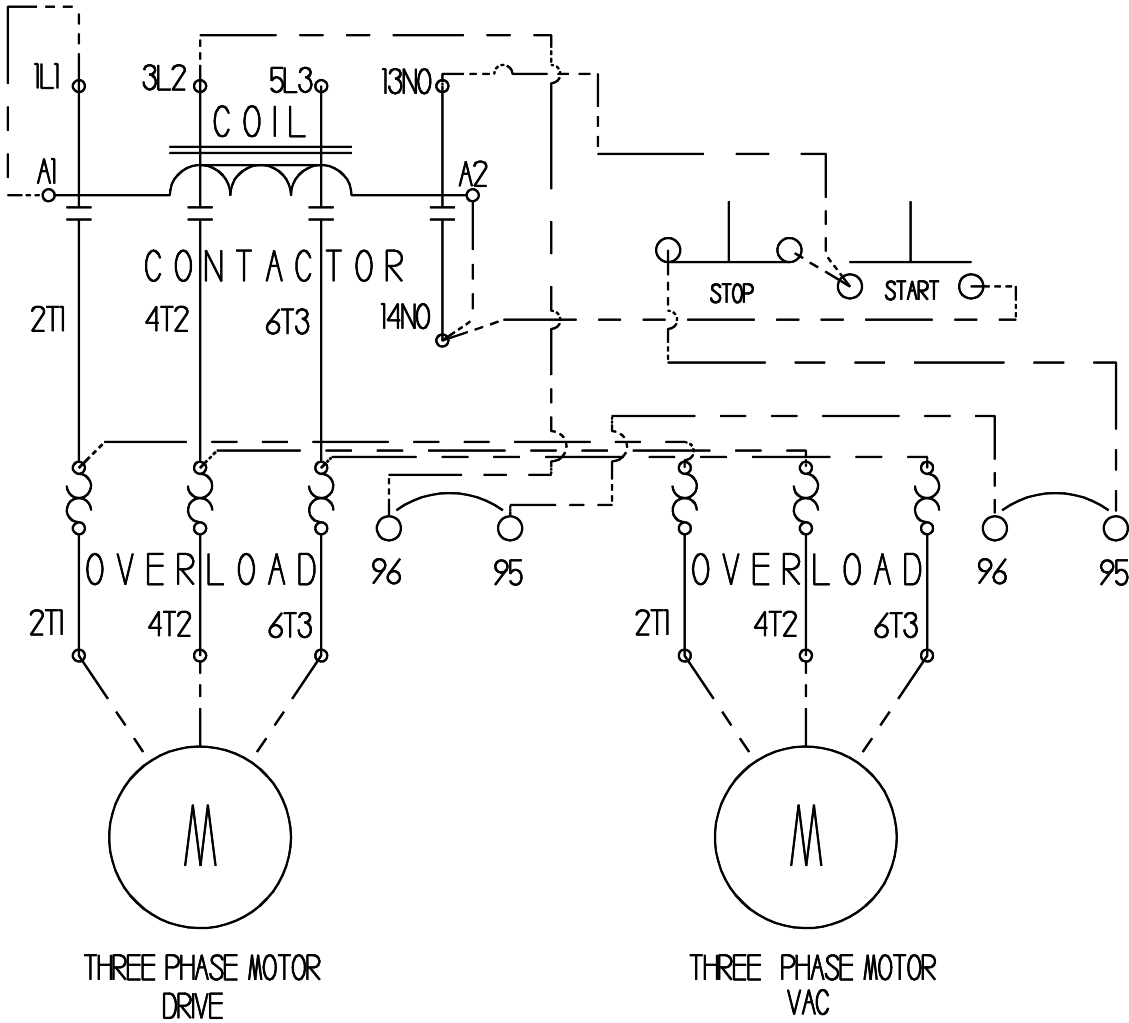 1L1 3L2 5L3 13NO
COIL
A1 A2
CONTACTOR
STOP START
2T1 4T2 6T3 14NO
OVERLOAD 96 95 OVERLOAD 96 95
2T1 4T2 6T3 2T1 4T2 6T3
M M
THREE PHASE MOTOR THREE PHASE MOTOR
DRIVE VAC